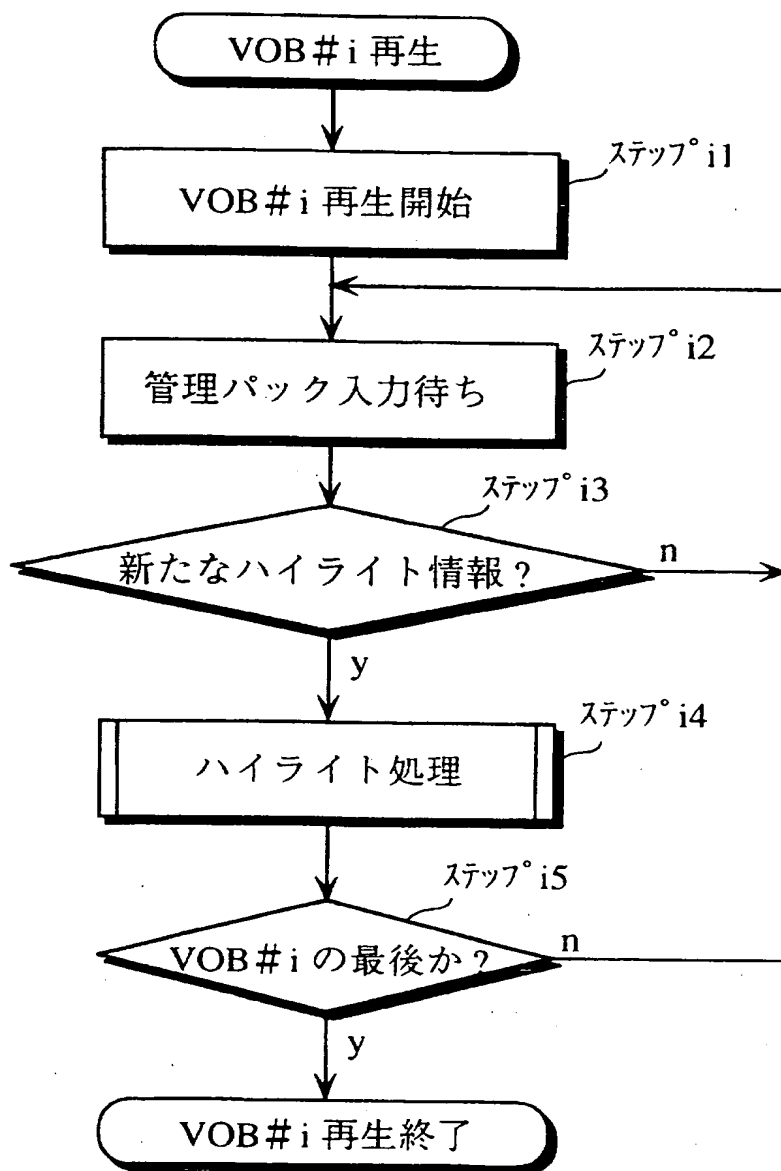 VOB#i 再生
ステップi1
VOB#i 再生開始
ステップi2
管理パック入力待ち
ステップi3
新たなハイライト情報?
n
y
ステップi4
ハイライト処理
ステップi5
VOB#i の最後か?
n
y
VOB#i 再生終了